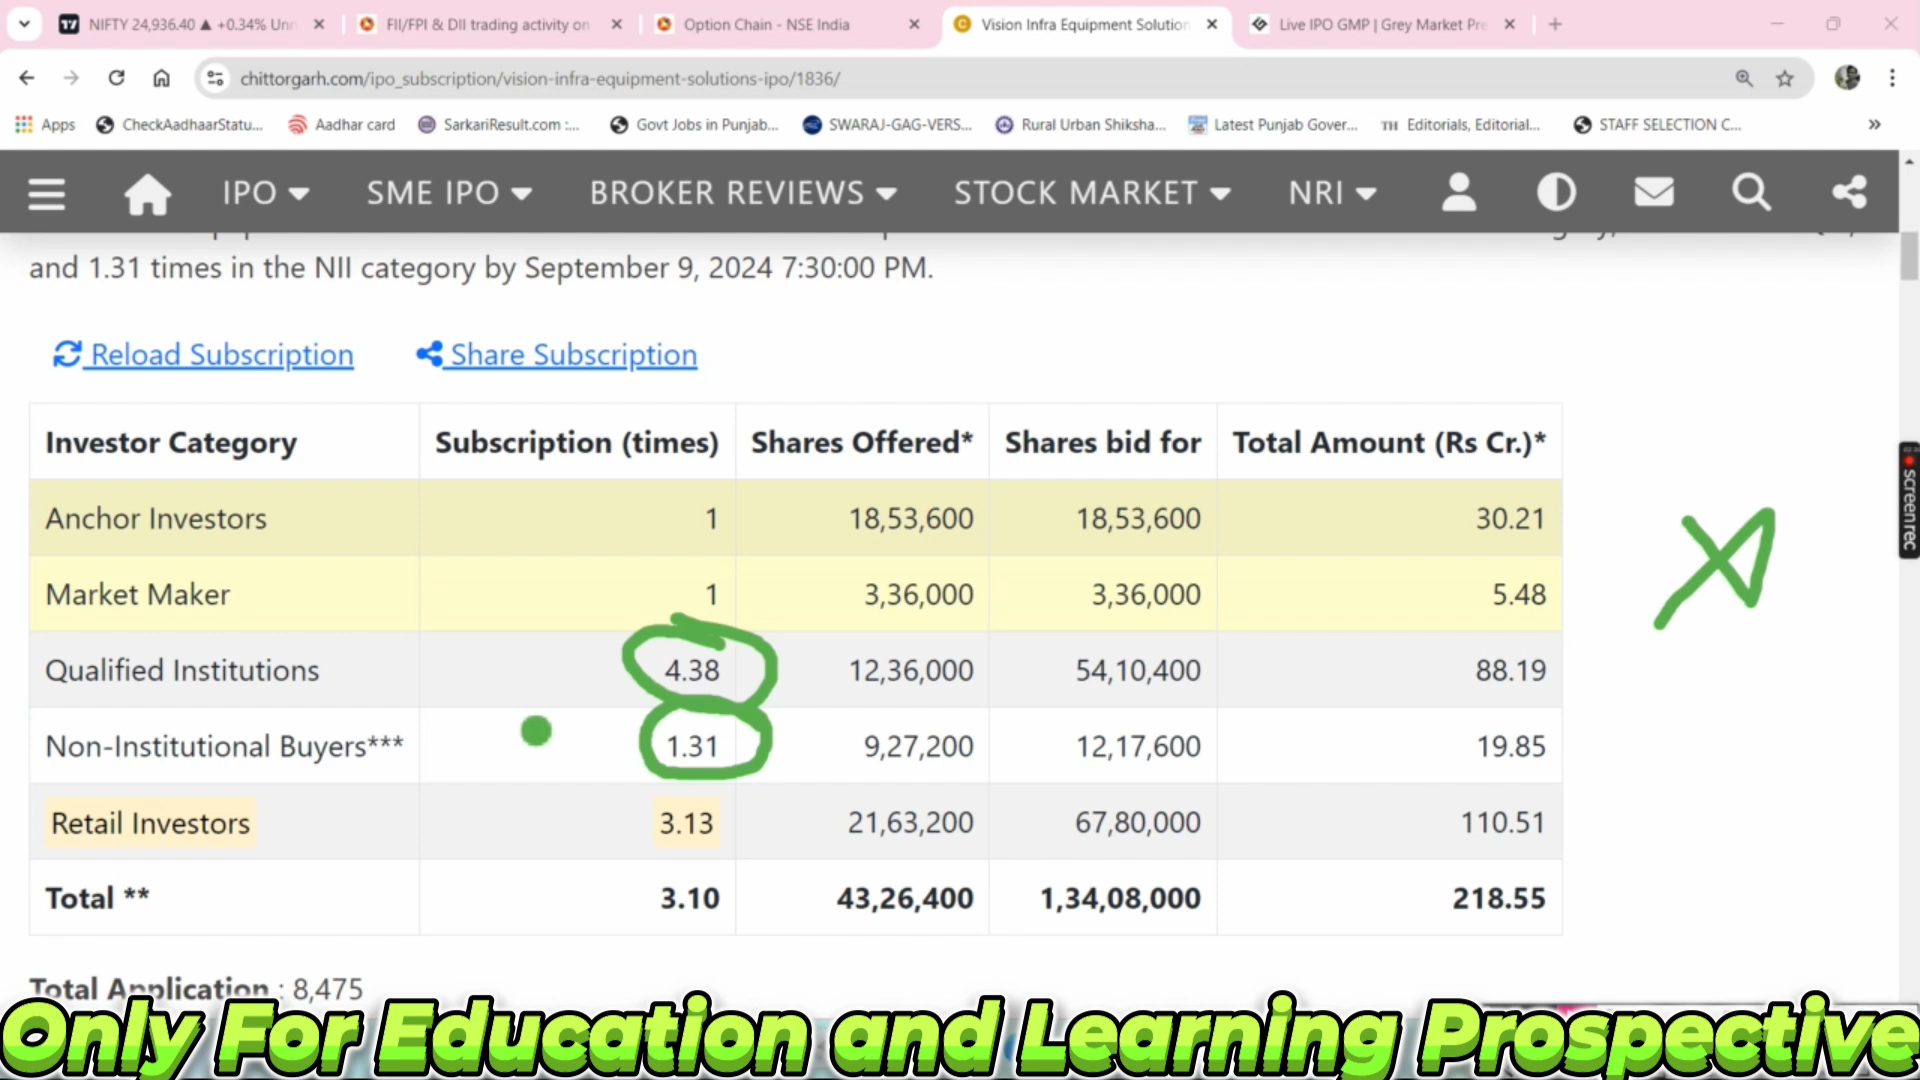 NIFTY 24,936.40 ▲ +0.34% Unr
FII/FPI & DII trading activity on
Option Chain - NSE India
Vision Infra Equipment Solution
Live IPO GMP | Grey Market Pre
chittorgarh.com/ipo_subscription/vision-infra-equipment-solutions-ipo/1836/
Apps CheckAadhaarStatu... Aadhar card SarkariResult.com :... Govt Jobs in Punjab... SWARAJ-GAG-VERS... Rural Urban Shiksha... Latest Punjab Gover... TH Editorials, Editorial... STAFF SELECTION C...
IPO SME IPO BROKER REVIEWS STOCK MARKET NRI
and 1.31 times in the NII category by September 9, 2024 7:30:00 PM.
Reload Subscription Share Subscription
Investor Category Subscription (times) Shares Offered* Shares bid for Total Amount (Rs Cr.)*
Anchor Investors 1 18,53,600 18,53,600 30.21
Market Maker 1 3,36,000 3,36,000 5.48
Qualified Institutions 4.38 12,36,000 54,10,400 88.19
Non-Institutional Buyers*** 1.31 9,27,200 12,17,600 19.85
Retail Investors 3.13 21,63,200 67,80,000 110.51
Total ** 3.10 43,26,400 1,34,08,000 218.55
Total Application : 8,475
Only For Education and Learning Prospective
screenrec